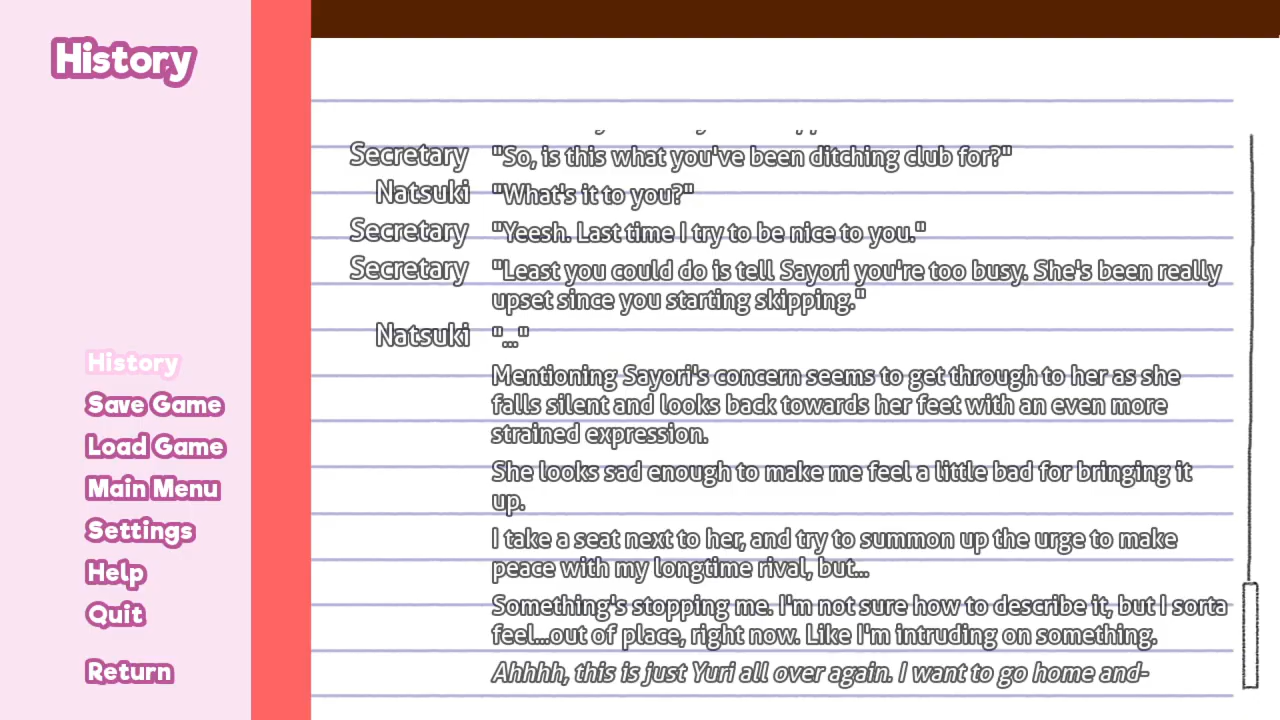 History
Secretary "So, is this what you've been ditching club for?"
Natsuki "What's it to you?"
Secretary "Yeesh. Last time I try to be nice to you."
Secretary "Least you could do is tell Sayori you're too busy. She's been really
upset since you starting skipping."
Natsuki "..."
Mentioning Sayori's concern seems to get through to her as she
falls silent and looks back towards her feet with an even more
strained expression.
She looks sad enough to make me feel a little bad for bringing it
up.
I take a seat next to her, and try to summon up the urge to make
peace with my longtime rival, but...
Something's stopping me. I'm not sure how to describe it, but I sorta
feel...out of place, right now. Like I'm intruding on something.
Ahhhh, this is just Yuri all over again. I want to go home and-
History
Save Game
Load Game
Main Menu
Settings
Help
Quit
Return